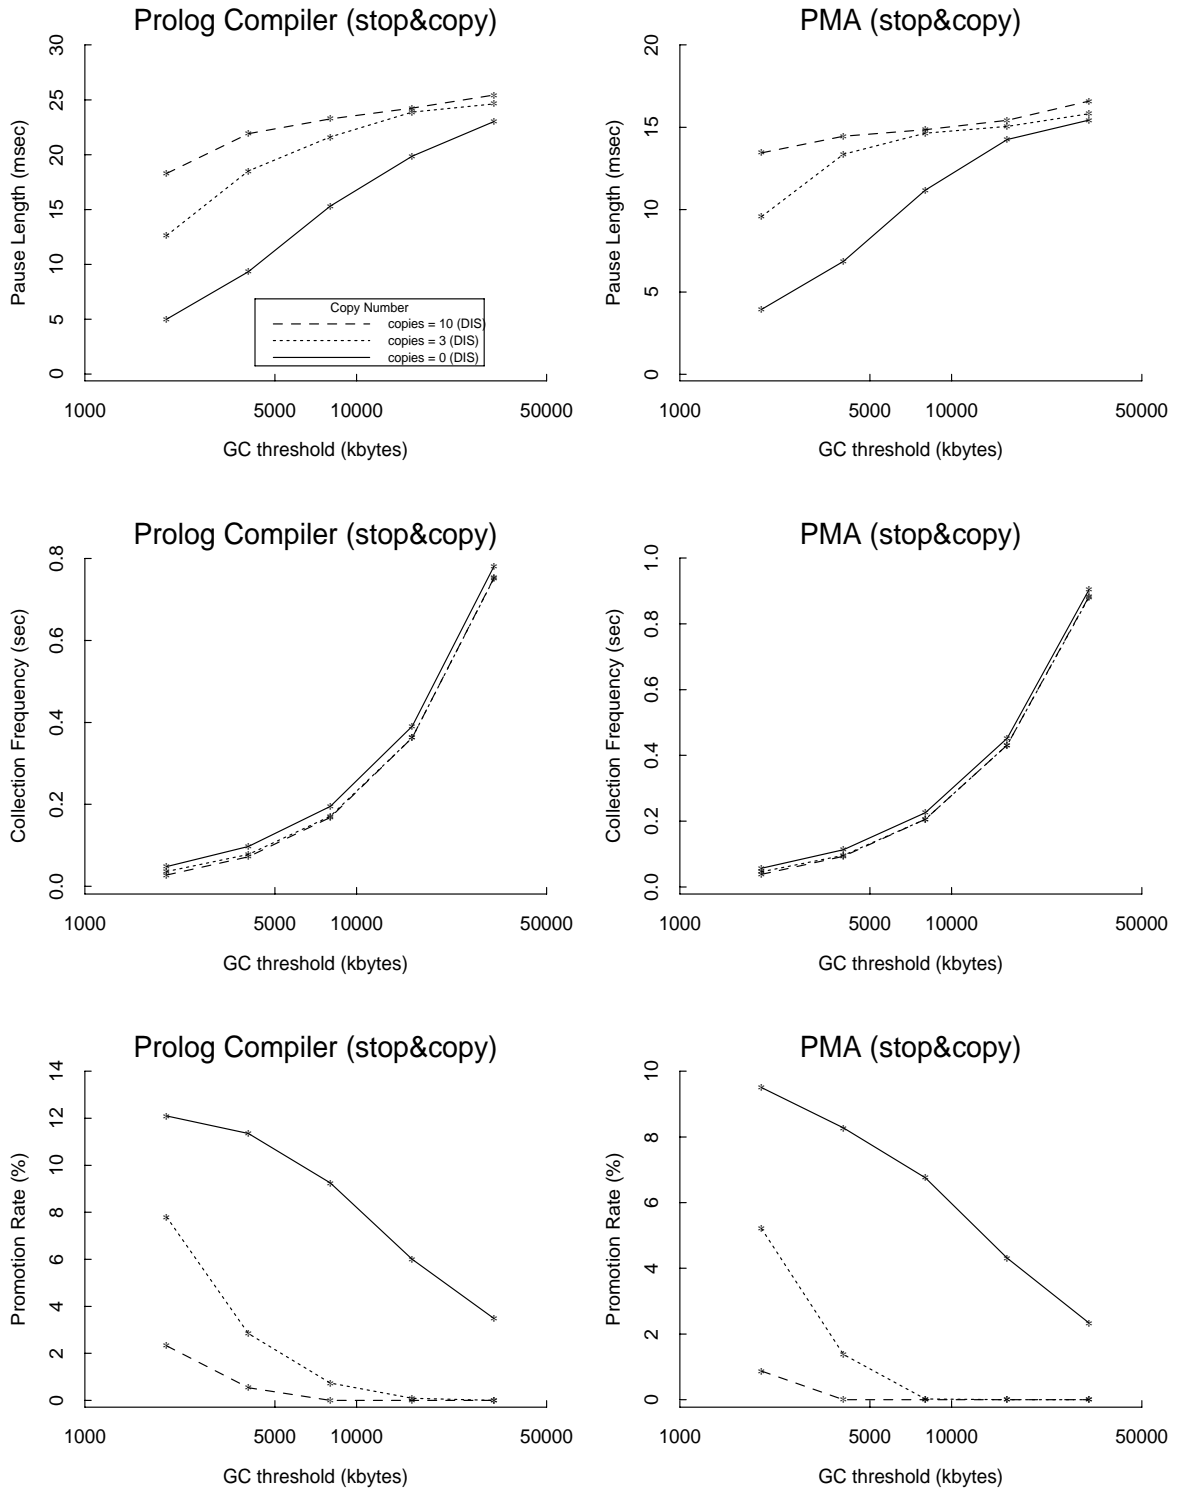 Prolog Compiler (stop&copy)
Pause Length (msec)
0 5 10 15 20 25 30
Copy Number
copies = 10 (DIS)
copies = 3 (DIS)
copies = 0 (DIS)
1000 5000 10000 50000
GC threshold (kbytes)
PMA (stop&copy)
Pause Length (msec)
0 5 10 15 20
1000 5000 10000 50000
GC threshold (kbytes)
Prolog Compiler (stop&copy)
Collection Frequency (sec)
0.0 0.2 0.4 0.6 0.8
1000 5000 10000 50000
GC threshold (kbytes)
PMA (stop&copy)
Collection Frequency (sec)
0.0 0.2 0.4 0.6 0.8 1.0
1000 5000 10000 50000
GC threshold (kbytes)
Prolog Compiler (stop&copy)
Promotion Rate (%)
0 2 4 6 8 10 12 14
1000 5000 10000 50000
GC threshold (kbytes)
PMA (stop&copy)
Promotion Rate (%)
0 2 4 6 8 10
1000 5000 10000 50000
GC threshold (kbytes)